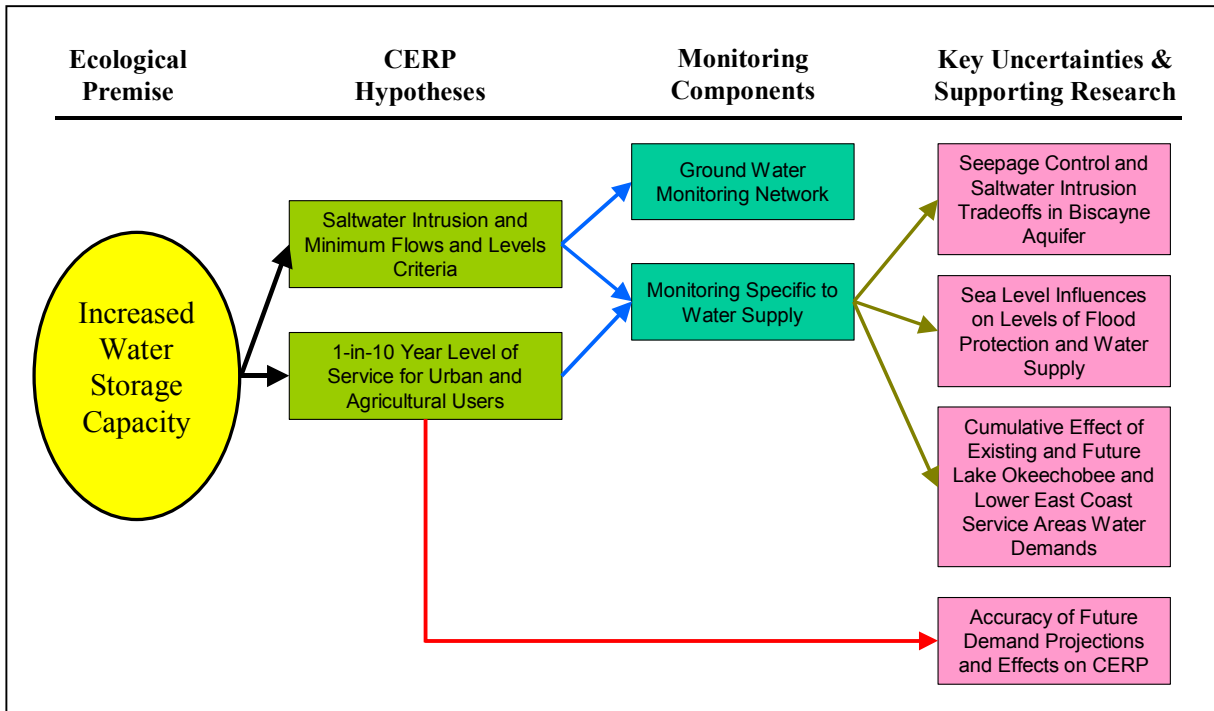 Ecological
Premise
CERP
Hypotheses
Monitoring
Components
Key Uncertainties &
Supporting Research
Increased
Water
Storage
Capacity
Saltwater Intrusion and
Minimum Flows and Levels
Criteria
1-in-10 Year Level of
Service for Urban and
Agricultural Users
Ground Water
Monitoring Network
Monitoring Specific to
Water Supply
Seepage Control and
Saltwater Intrusion
Tradeoffs in Biscayne
Aquifer
Sea Level Influences
on Levels of Flood
Protection and Water
Supply
Cumulative Effect of
Existing and Future
Lake Okeechobee and
Lower East Coast
Service Areas Water
Demands
Accuracy of Future
Demand Projections
and Effects on CERP